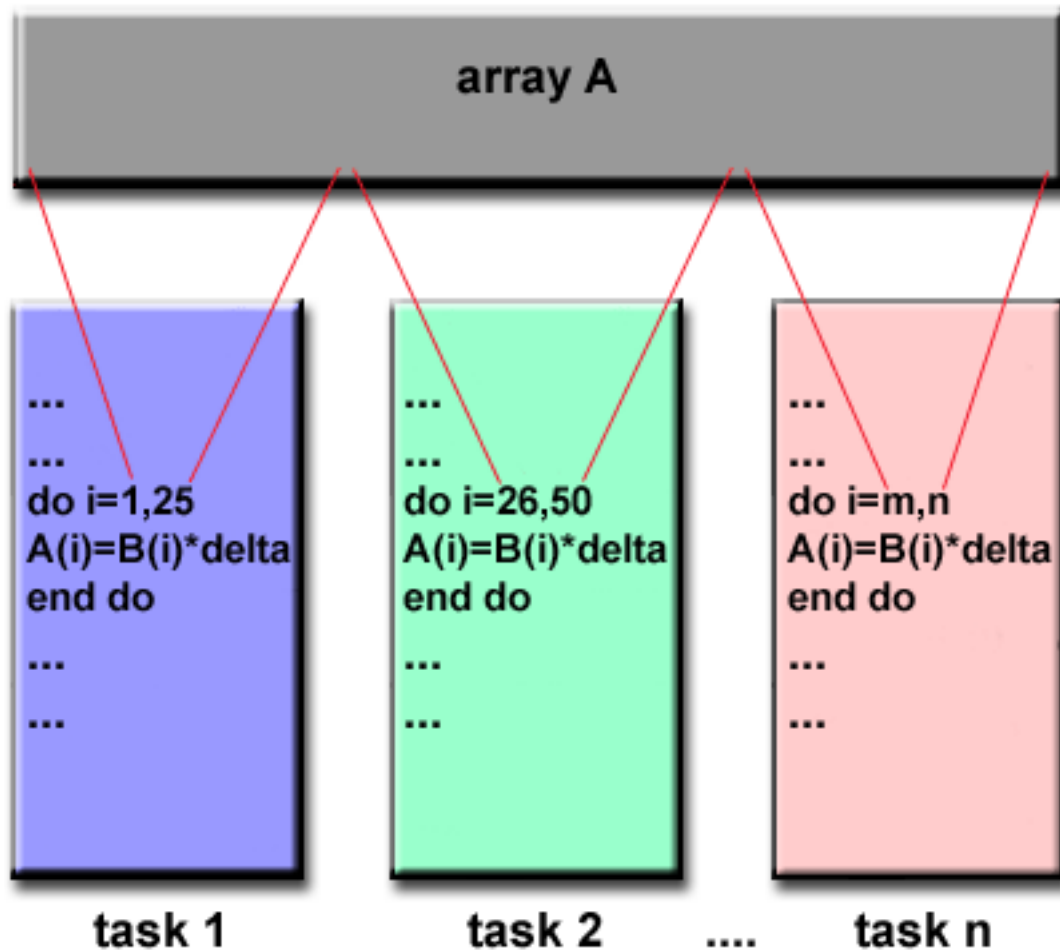 array A
...
...
do i=1,25
A(i)=B(i)*delta
end do
...
...
...
...
do i=26,50
A(i)=B(i)*delta
end do
...
...
...
...
do i=m,n
A(i)=B(i)*delta
end do
...
...
task 1
task 2
....
task n